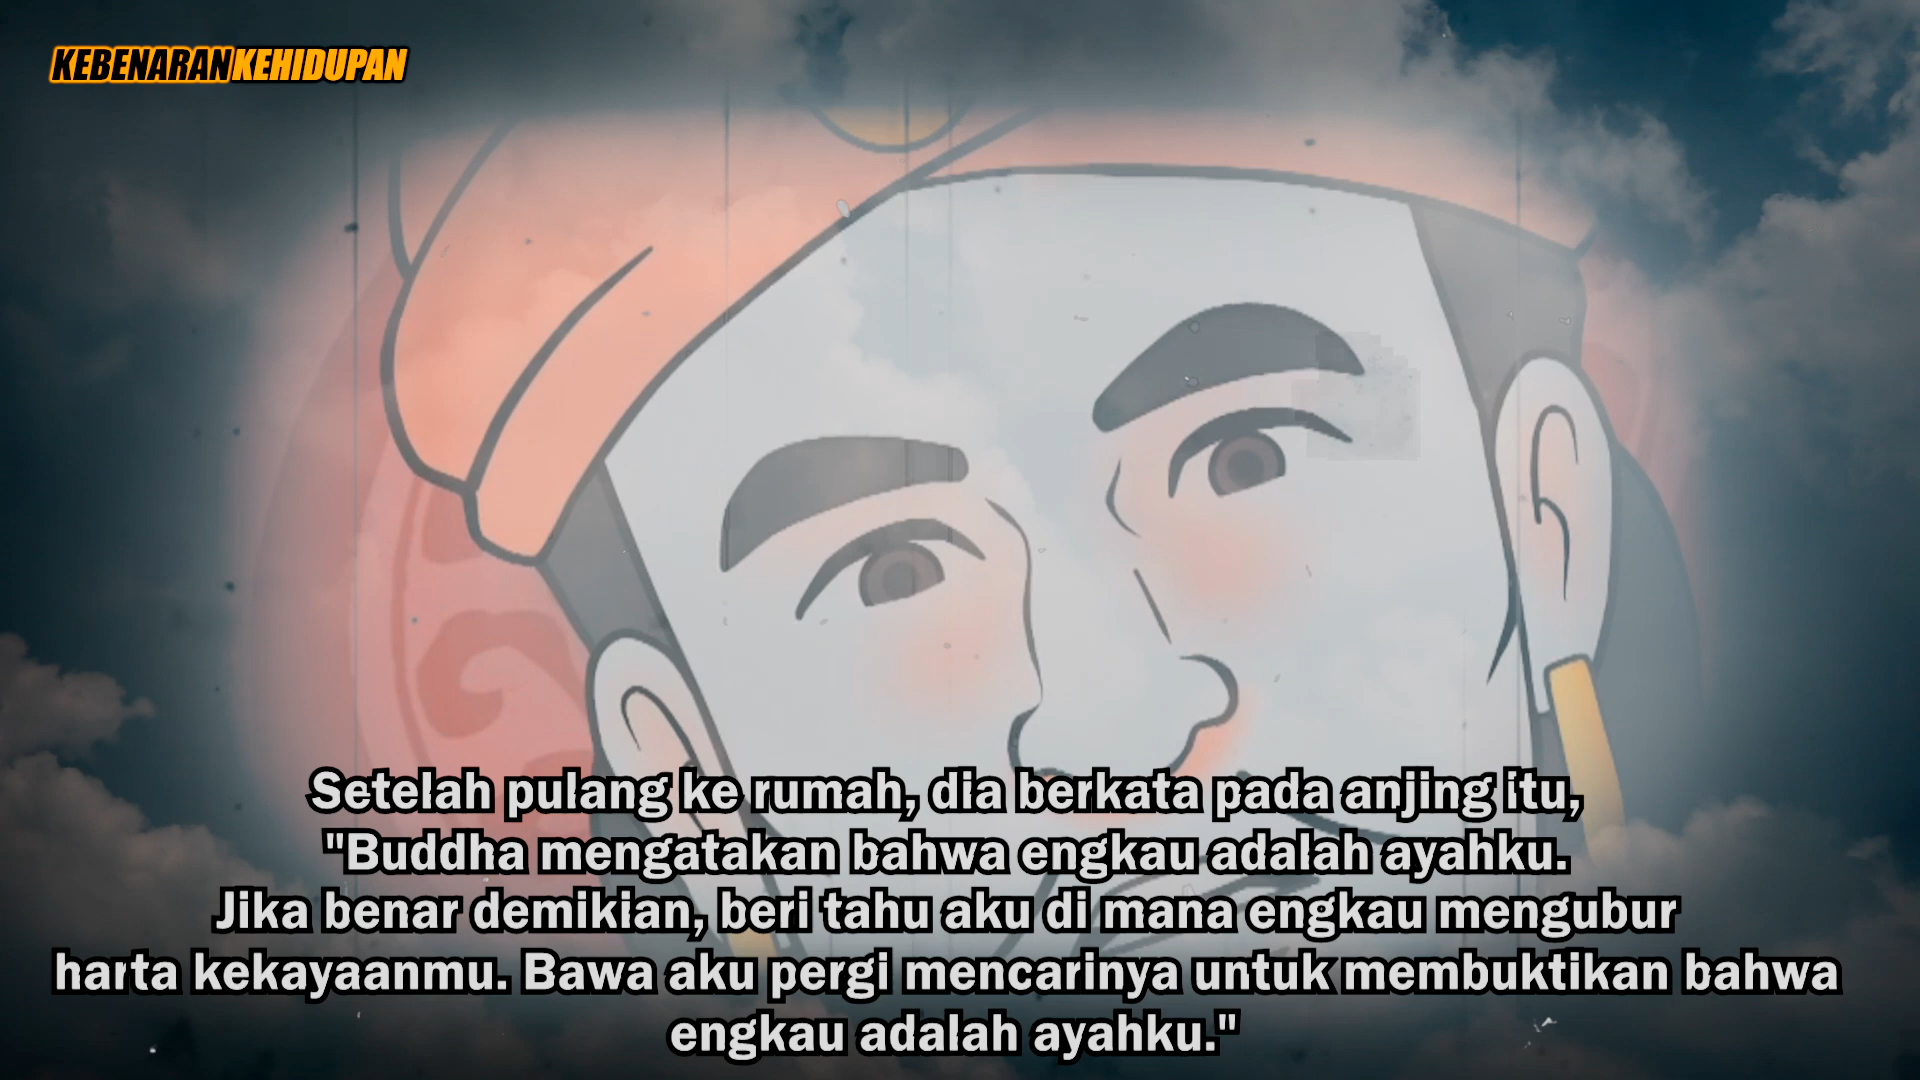 KEBENARANKEHIDUPAN
Setelah pulang ke rumah, dia berkata pada anjing itu,
"Buddha mengatakan bahwa engkau adalah ayahku.
Jika benar demikian, beri tahu aku di mana engkau mengubur
harta kekayaanmu. Bawa aku pergi mencarinya untuk membuktikan bahwa
engkau adalah ayahku."